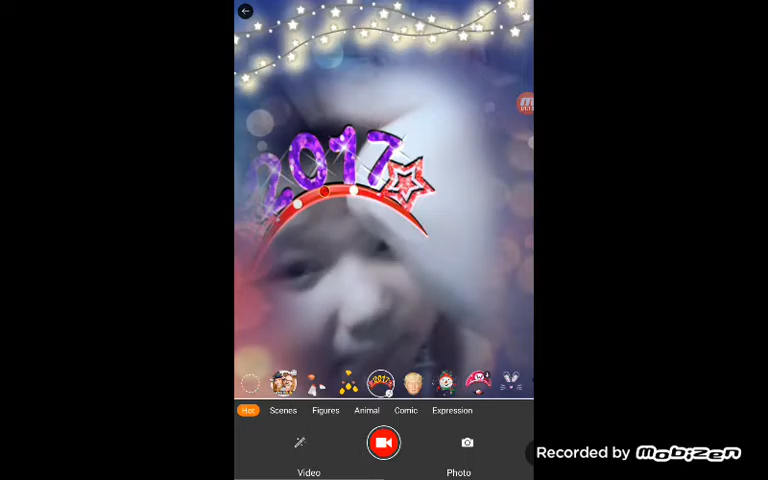 2017
Hot Scenes Figures Animal Comic Expression
Video Photo
Recorded by MOBIZEN